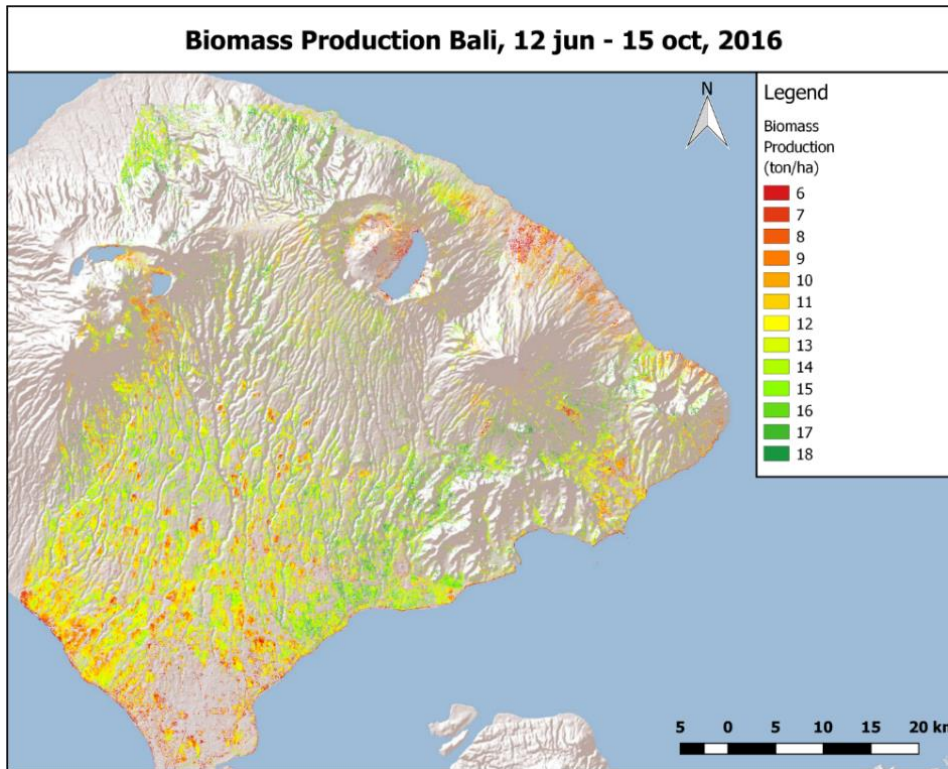 Biomass Production Bali, 12 jun - 15 oct, 2016
N
Legend
Biomass
Production
(ton/ha)
6
7
8
9
10
11
12
13
14
15
16
17
18
5 0 5 10 15 20 km